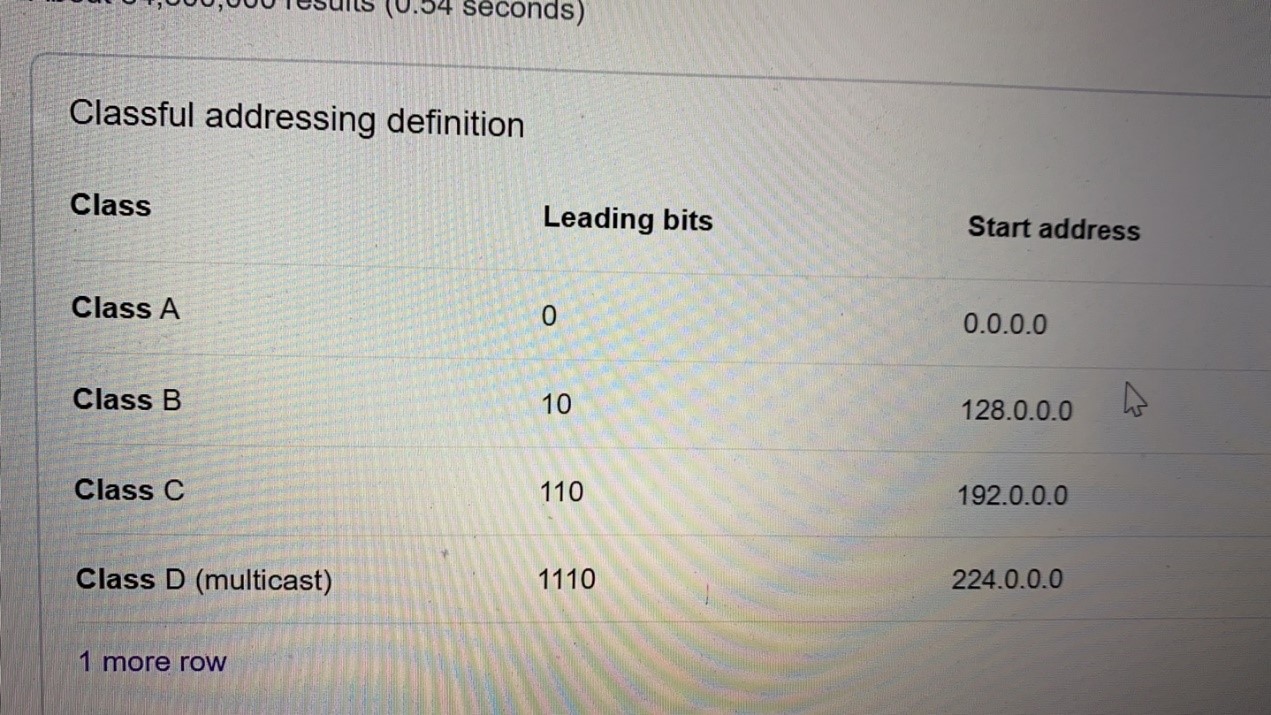 results (0.54 seconds)
Classful addressing definition
Class Leading bits Start address
Class A 0 0.0.0.0
Class B 10 128.0.0.0
Class C 110 192.0.0.0
Class D (multicast) 1110 224.0.0.0
1 more row